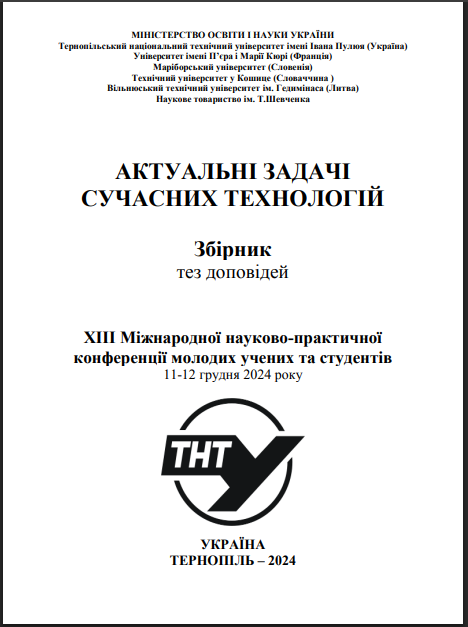 МІНІСТЕРСТВО ОСВІТИ І НАУКИ УКРАЇНИ
Тернопільський національний технічний університет імені Івана Пулюя (Україна)
Університет імені П’єра і Марії Кюрі (Франція)
Маріборський університет (Словенія)
Технічний університет у Кошице (Словаччина )
Вільнюський технічний університет ім. Гедимінаса (Литва)
Наукове товариство ім. Т.Шевченка
АКТУАЛЬНІ ЗАДАЧІ
СУЧАСНИХ ТЕХНОЛОГІЙ
Збірник
тез доповідей
XIII Міжнародної науково-практичної
конференції молодих учених та студентів
11-12 грудня 2024 року
ТНТУ
УКРАЇНА
ТЕРНОПІЛЬ – 2024